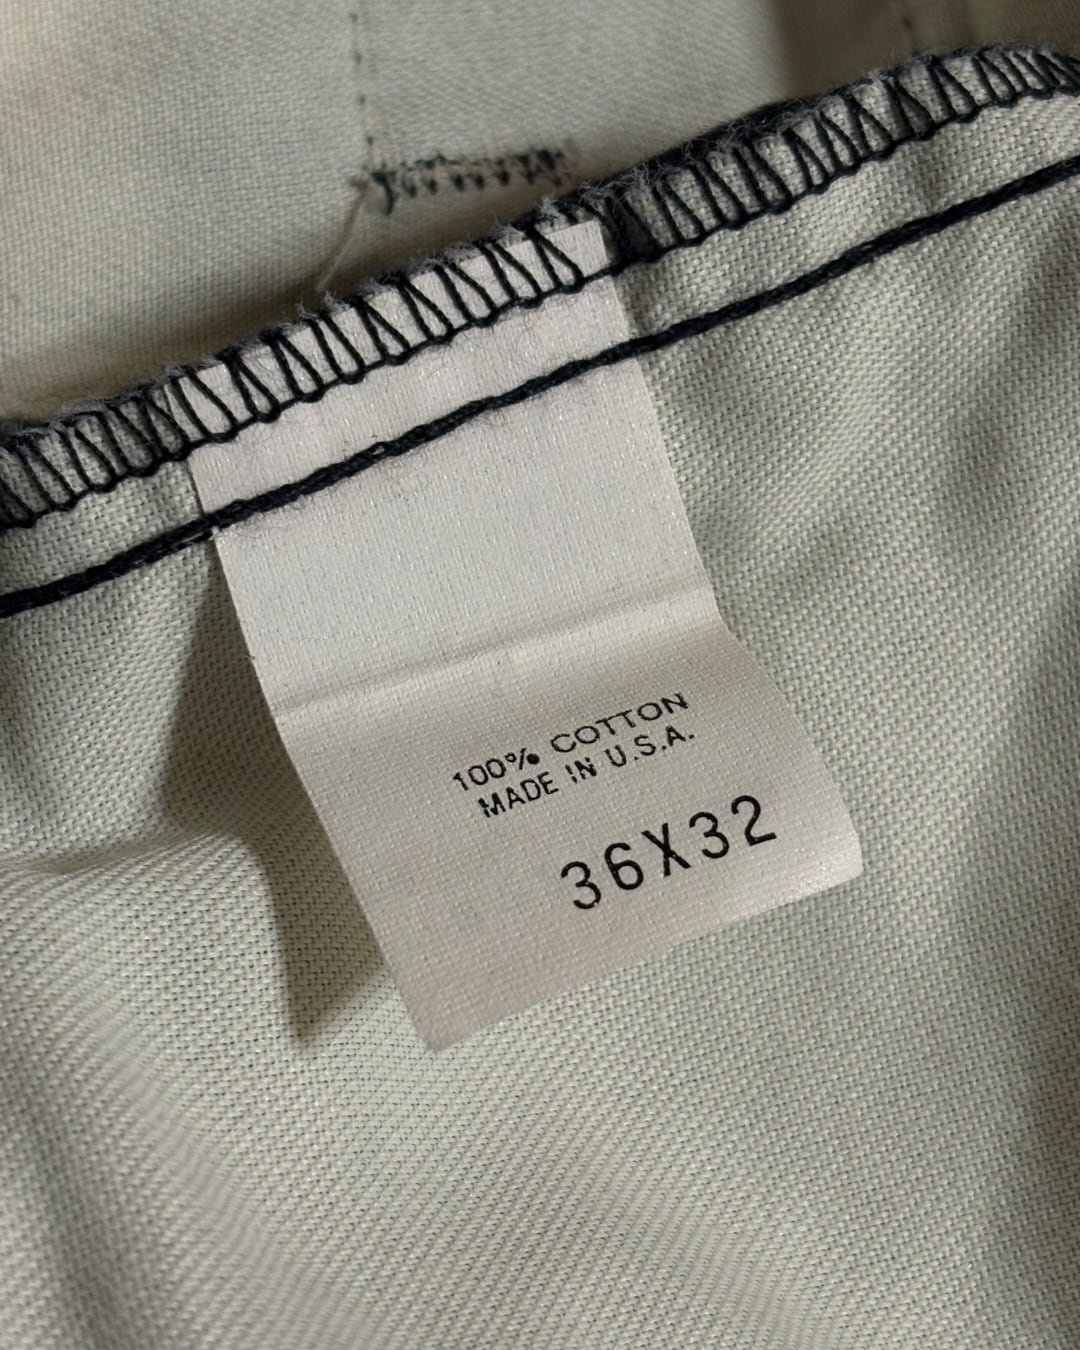 100% COTTON
MADE IN U.S.A.
36X32